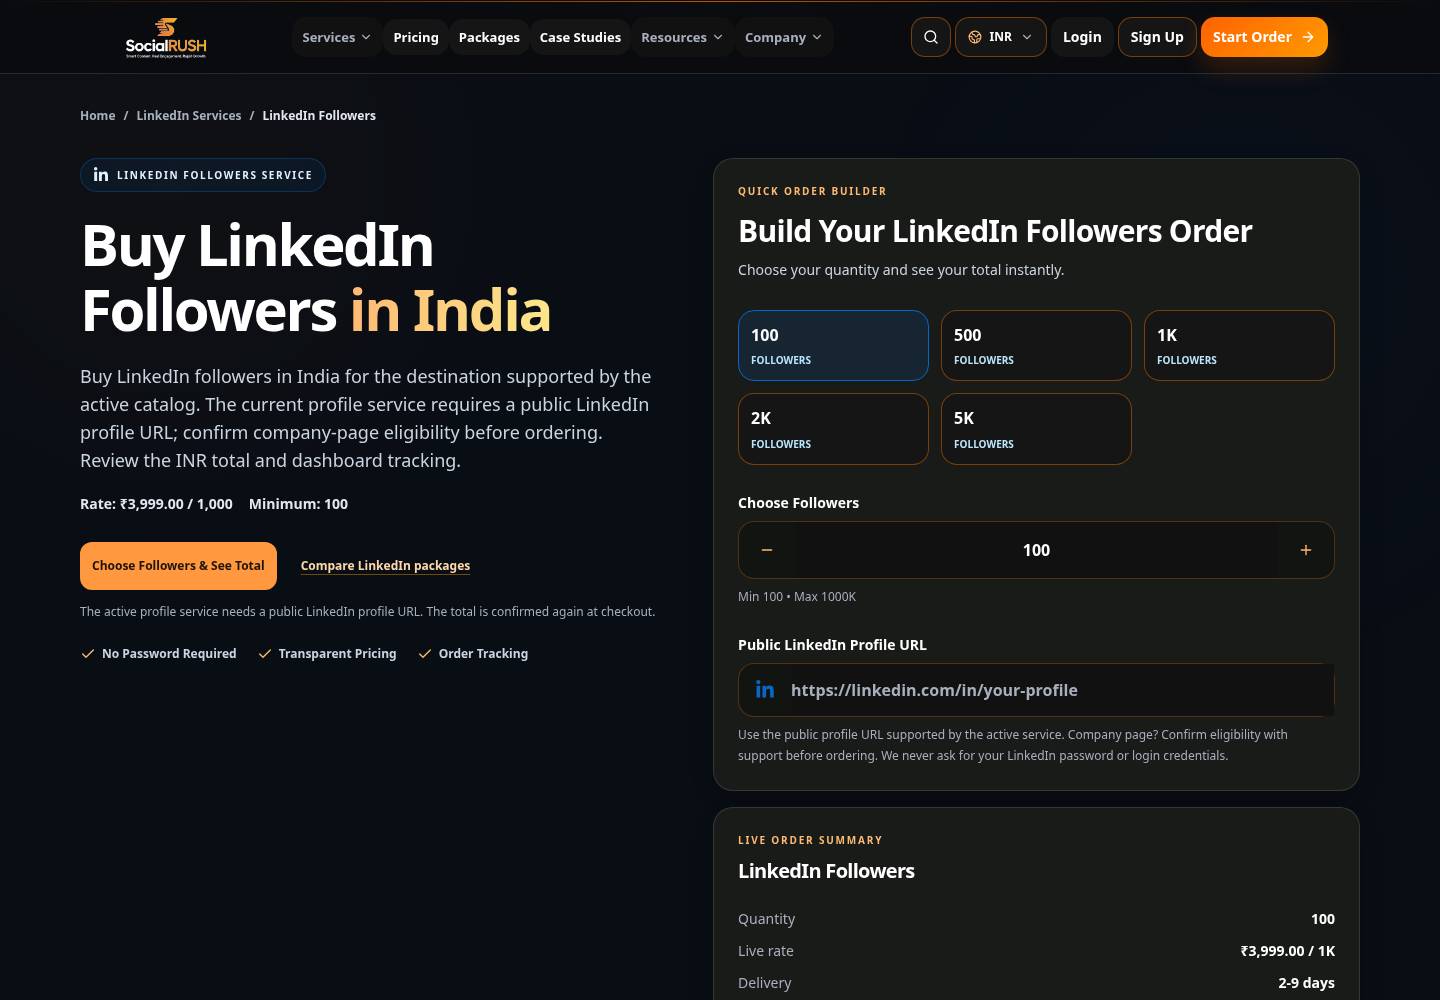 SocialRUSH
Smart Content. Real Engagement. Rapid Growth.
Services
Pricing
Packages
Case Studies
Resources
Company
INR
Login
Sign Up
Start Order
Home / LinkedIn Services / LinkedIn Followers
LINKEDIN FOLLOWERS SERVICE
Buy LinkedIn
Followers in India
Buy LinkedIn followers in India for the destination supported by the
active catalog. The current profile service requires a public LinkedIn
profile URL; confirm company-page eligibility before ordering.
Review the INR total and dashboard tracking.
Rate: ₹3,999.00 / 1,000 Minimum: 100
Choose Followers & See Total
Compare LinkedIn packages
The active profile service needs a public LinkedIn profile URL. The total is confirmed again at checkout.
No Password Required
Transparent Pricing
Order Tracking
QUICK ORDER BUILDER
Build Your LinkedIn Followers Order
Choose your quantity and see your total instantly.
100
FOLLOWERS
500
FOLLOWERS
1K
FOLLOWERS
2K
FOLLOWERS
5K
FOLLOWERS
Choose Followers
− 100 +
Min 100 • Max 1000K
Public LinkedIn Profile URL
https://linkedin.com/in/your-profile
Use the public profile URL supported by the active service. Company page? Confirm eligibility with
support before ordering. We never ask for your LinkedIn password or login credentials.
LIVE ORDER SUMMARY
LinkedIn Followers
Quantity 100
Live rate ₹3,999.00 / 1K
Delivery 2-9 days